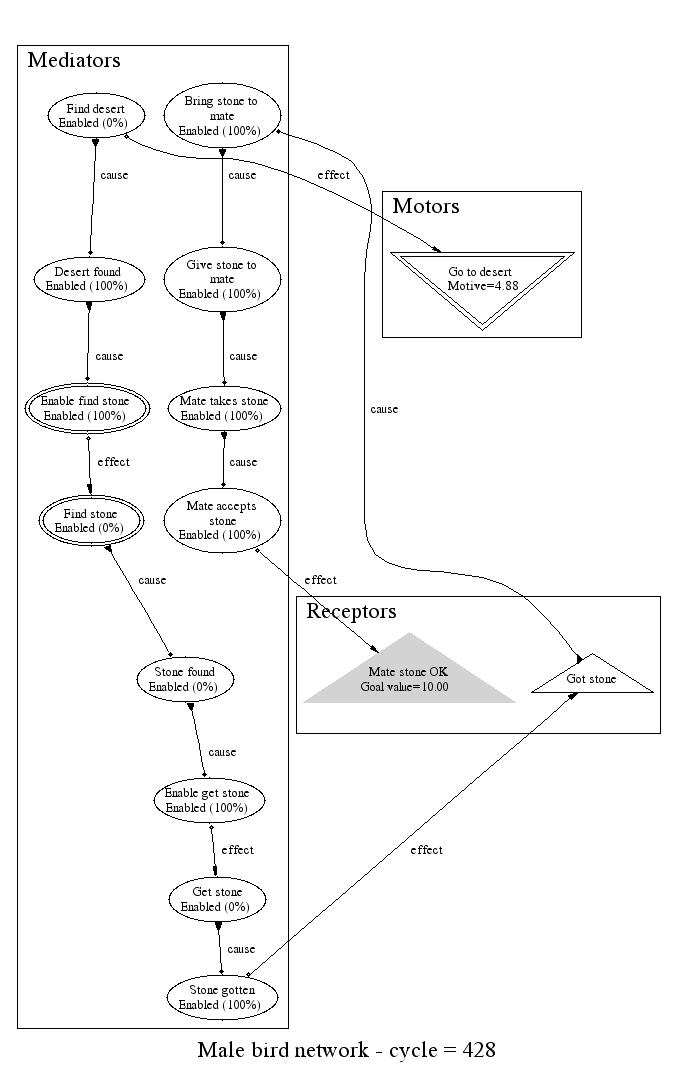 Mediators
Find desert
Enabled (0%)
Bring stone to
mate
Enabled (100%)
cause
cause
effect
Motors
Go to desert
Motive=4.88
Desert found
Enabled (100%)
Give stone to
mate
Enabled (100%)
cause
cause
Enable find stone
Enabled (100%)
Mate takes stone
Enabled (100%)
cause
effect
cause
Find stone
Enabled (0%)
Mate accepts
stone
Enabled (100%)
cause
effect
Receptors
Mate stone OK
Goal value=10.00
Got stone
Stone found
Enabled (0%)
cause
Enable get stone
Enabled (100%)
effect
effect
Get stone
Enabled (0%)
cause
Stone gotten
Enabled (100%)
Male bird network - cycle = 428